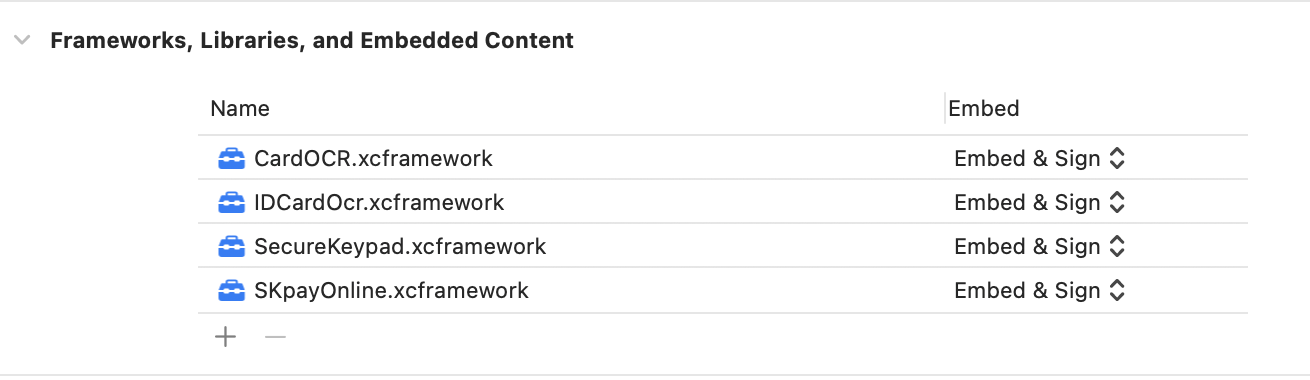 Frameworks, Libraries, and Embedded Content
Name Embed
CardOCR.xcframework Embed & Sign
IDCardOcr.xcframework Embed & Sign
SecureKeypad.xcframework Embed & Sign
SKpayOnline.xcframework Embed & Sign